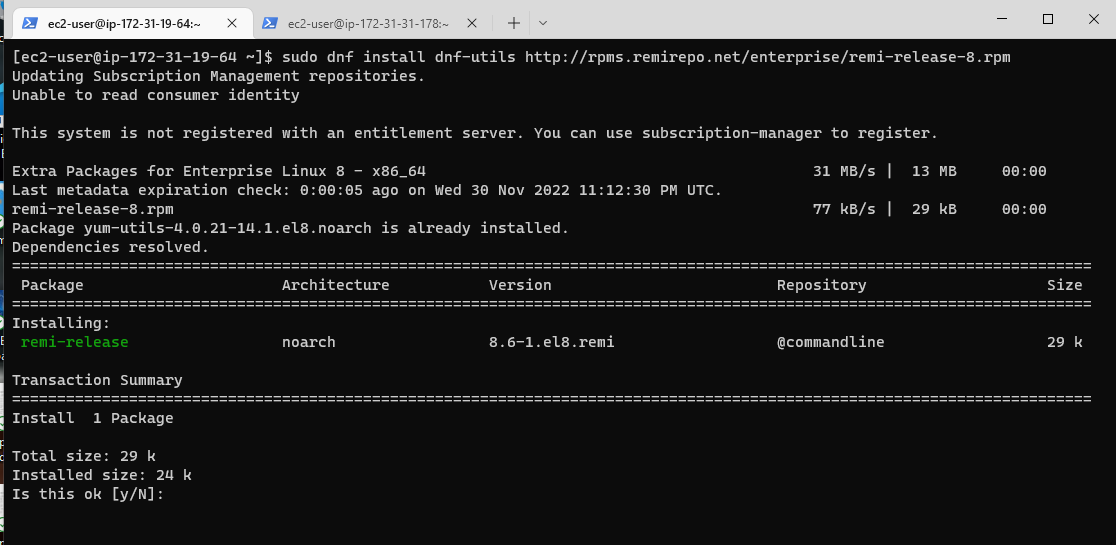 ec2-user@ip-172-31-19-64:~ ec2-user@ip-172-31-31-178:~
[ec2-user@ip-172-31-19-64 ~]$ sudo dnf install dnf-utils http://rpms.remirepo.net/enterprise/remi-release-8.rpm
Updating Subscription Management repositories.
Unable to read consumer identity
This system is not registered with an entitlement server. You can use subscription-manager to register.
Extra Packages for Enterprise Linux 8 - x86_64 31 MB/s | 13 MB 00:00
Last metadata expiration check: 0:00:05 ago on Wed 30 Nov 2022 11:12:30 PM UTC.
remi-release-8.rpm 77 kB/s | 29 kB 00:00
Package yum-utils-4.0.21-14.1.el8.noarch is already installed.
Dependencies resolved.
========================================================================================================================
Package Architecture Version Repository Size
========================================================================================================================
Installing:
remi-release noarch 8.6-1.el8.remi @commandline 29 k
Transaction Summary
========================================================================================================================
Install 1 Package
Total size: 29 k
Installed size: 24 k
Is this ok [y/N]: